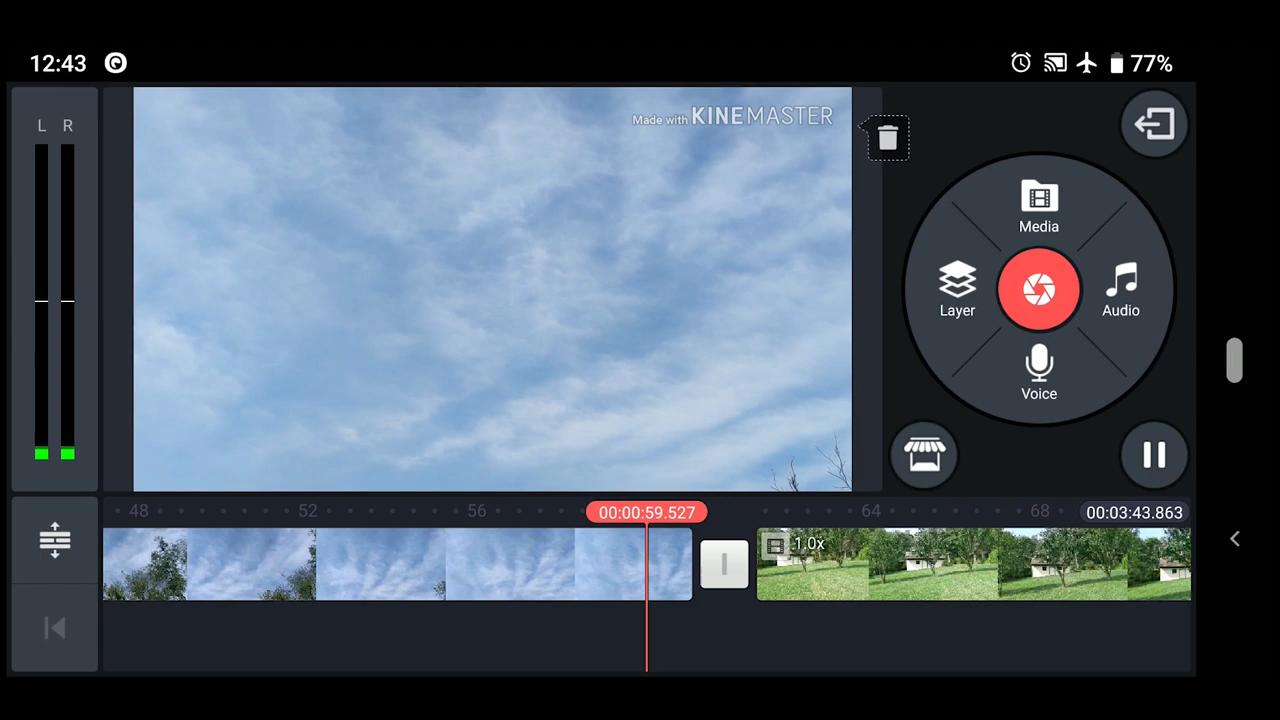 12:43
77%
L R
Made with KINEMASTER
Media
Layer
Audio
Voice
48
52
56
00:00:59.527
64
68
00:03:43.863
1.0x